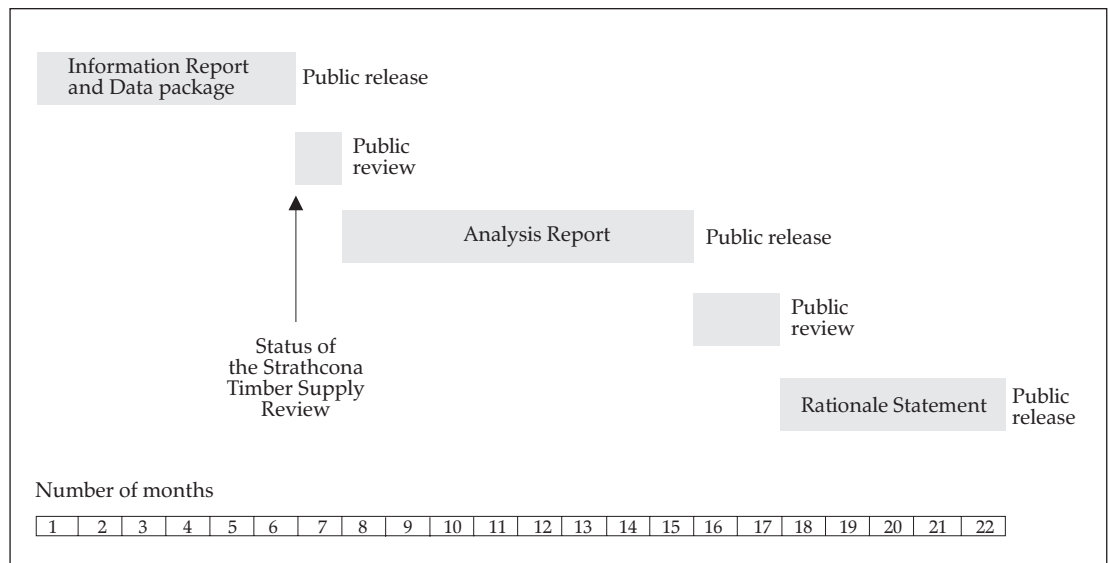 Information Report
and Data package
Public release
Public
review
Analysis Report
Public release
Public
review
Status of
the Strathcona
Timber Supply
Review
Rationale Statement
Public
release
Number of months
1 2 3 4 5 6 7 8 9 10 11 12 13 14 15 16 17 18 19 20 21 22